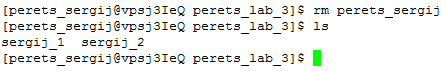 [perets_sergij@vpsj3IeQ perets_lab_3]$ rm perets_sergij
[perets_sergij@vpsj3IeQ perets_lab_3]$ ls
sergij_1  sergij_2
[perets_sergij@vpsj3IeQ perets_lab_3]$